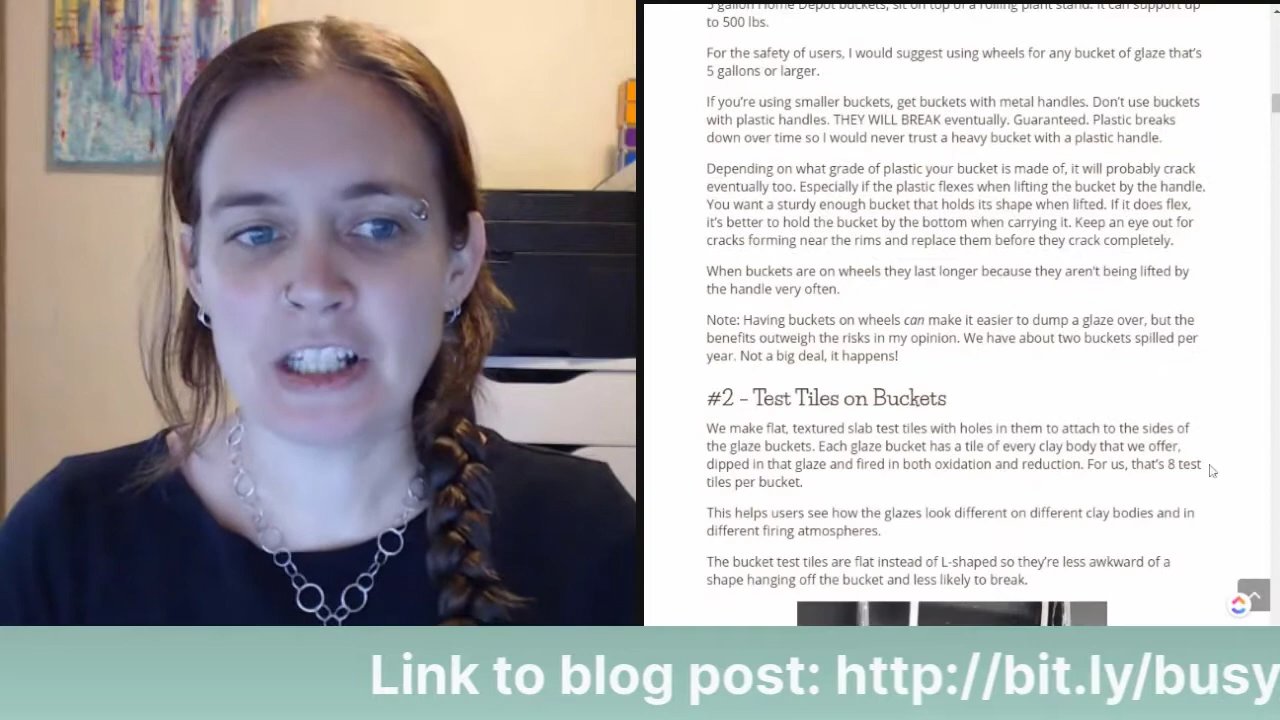 5 gallon Home Depot buckets, sit on top of a rolling plant stand. It can support up
to 500 lbs.
For the safety of users, I would suggest using wheels for any bucket of glaze that's
5 gallons or larger.
If you're using smaller buckets, get buckets with metal handles. Don't use buckets
with plastic handles. THEY WILL BREAK eventually. Guaranteed. Plastic breaks
down over time so I would never trust a heavy bucket with a plastic handle.
Depending on what grade of plastic your bucket is made of, it will probably crack
eventually too. Especially if the plastic flexes when lifting the bucket by the handle.
You want a sturdy enough bucket that holds its shape when lifted. If it does flex,
it's better to hold the bucket by the bottom when carrying it. Keep an eye out for
cracks forming near the rims and replace them before they crack completely.
When buckets are on wheels they last longer because they aren't being lifted by
the handle very often.
Note: Having buckets on wheels can make it easier to dump a glaze over, but the
benefits outweigh the risks in my opinion. We have about two buckets spilled per
year. Not a big deal, it happens!
#2 - Test Tiles on Buckets
We make flat, textured slab test tiles with holes in them to attach to the sides of
the glaze buckets. Each glaze bucket has a tile of every clay body that we offer,
dipped in that glaze and fired in both oxidation and reduction. For us, that's 8 test
tiles per bucket.
This helps users see how the glazes look different on different clay bodies and in
different firing atmospheres.
The bucket test tiles are flat instead of L-shaped so they're less awkward of a
shape hanging off the bucket and less likely to break.
Link to blog post: http://bit.ly/busy